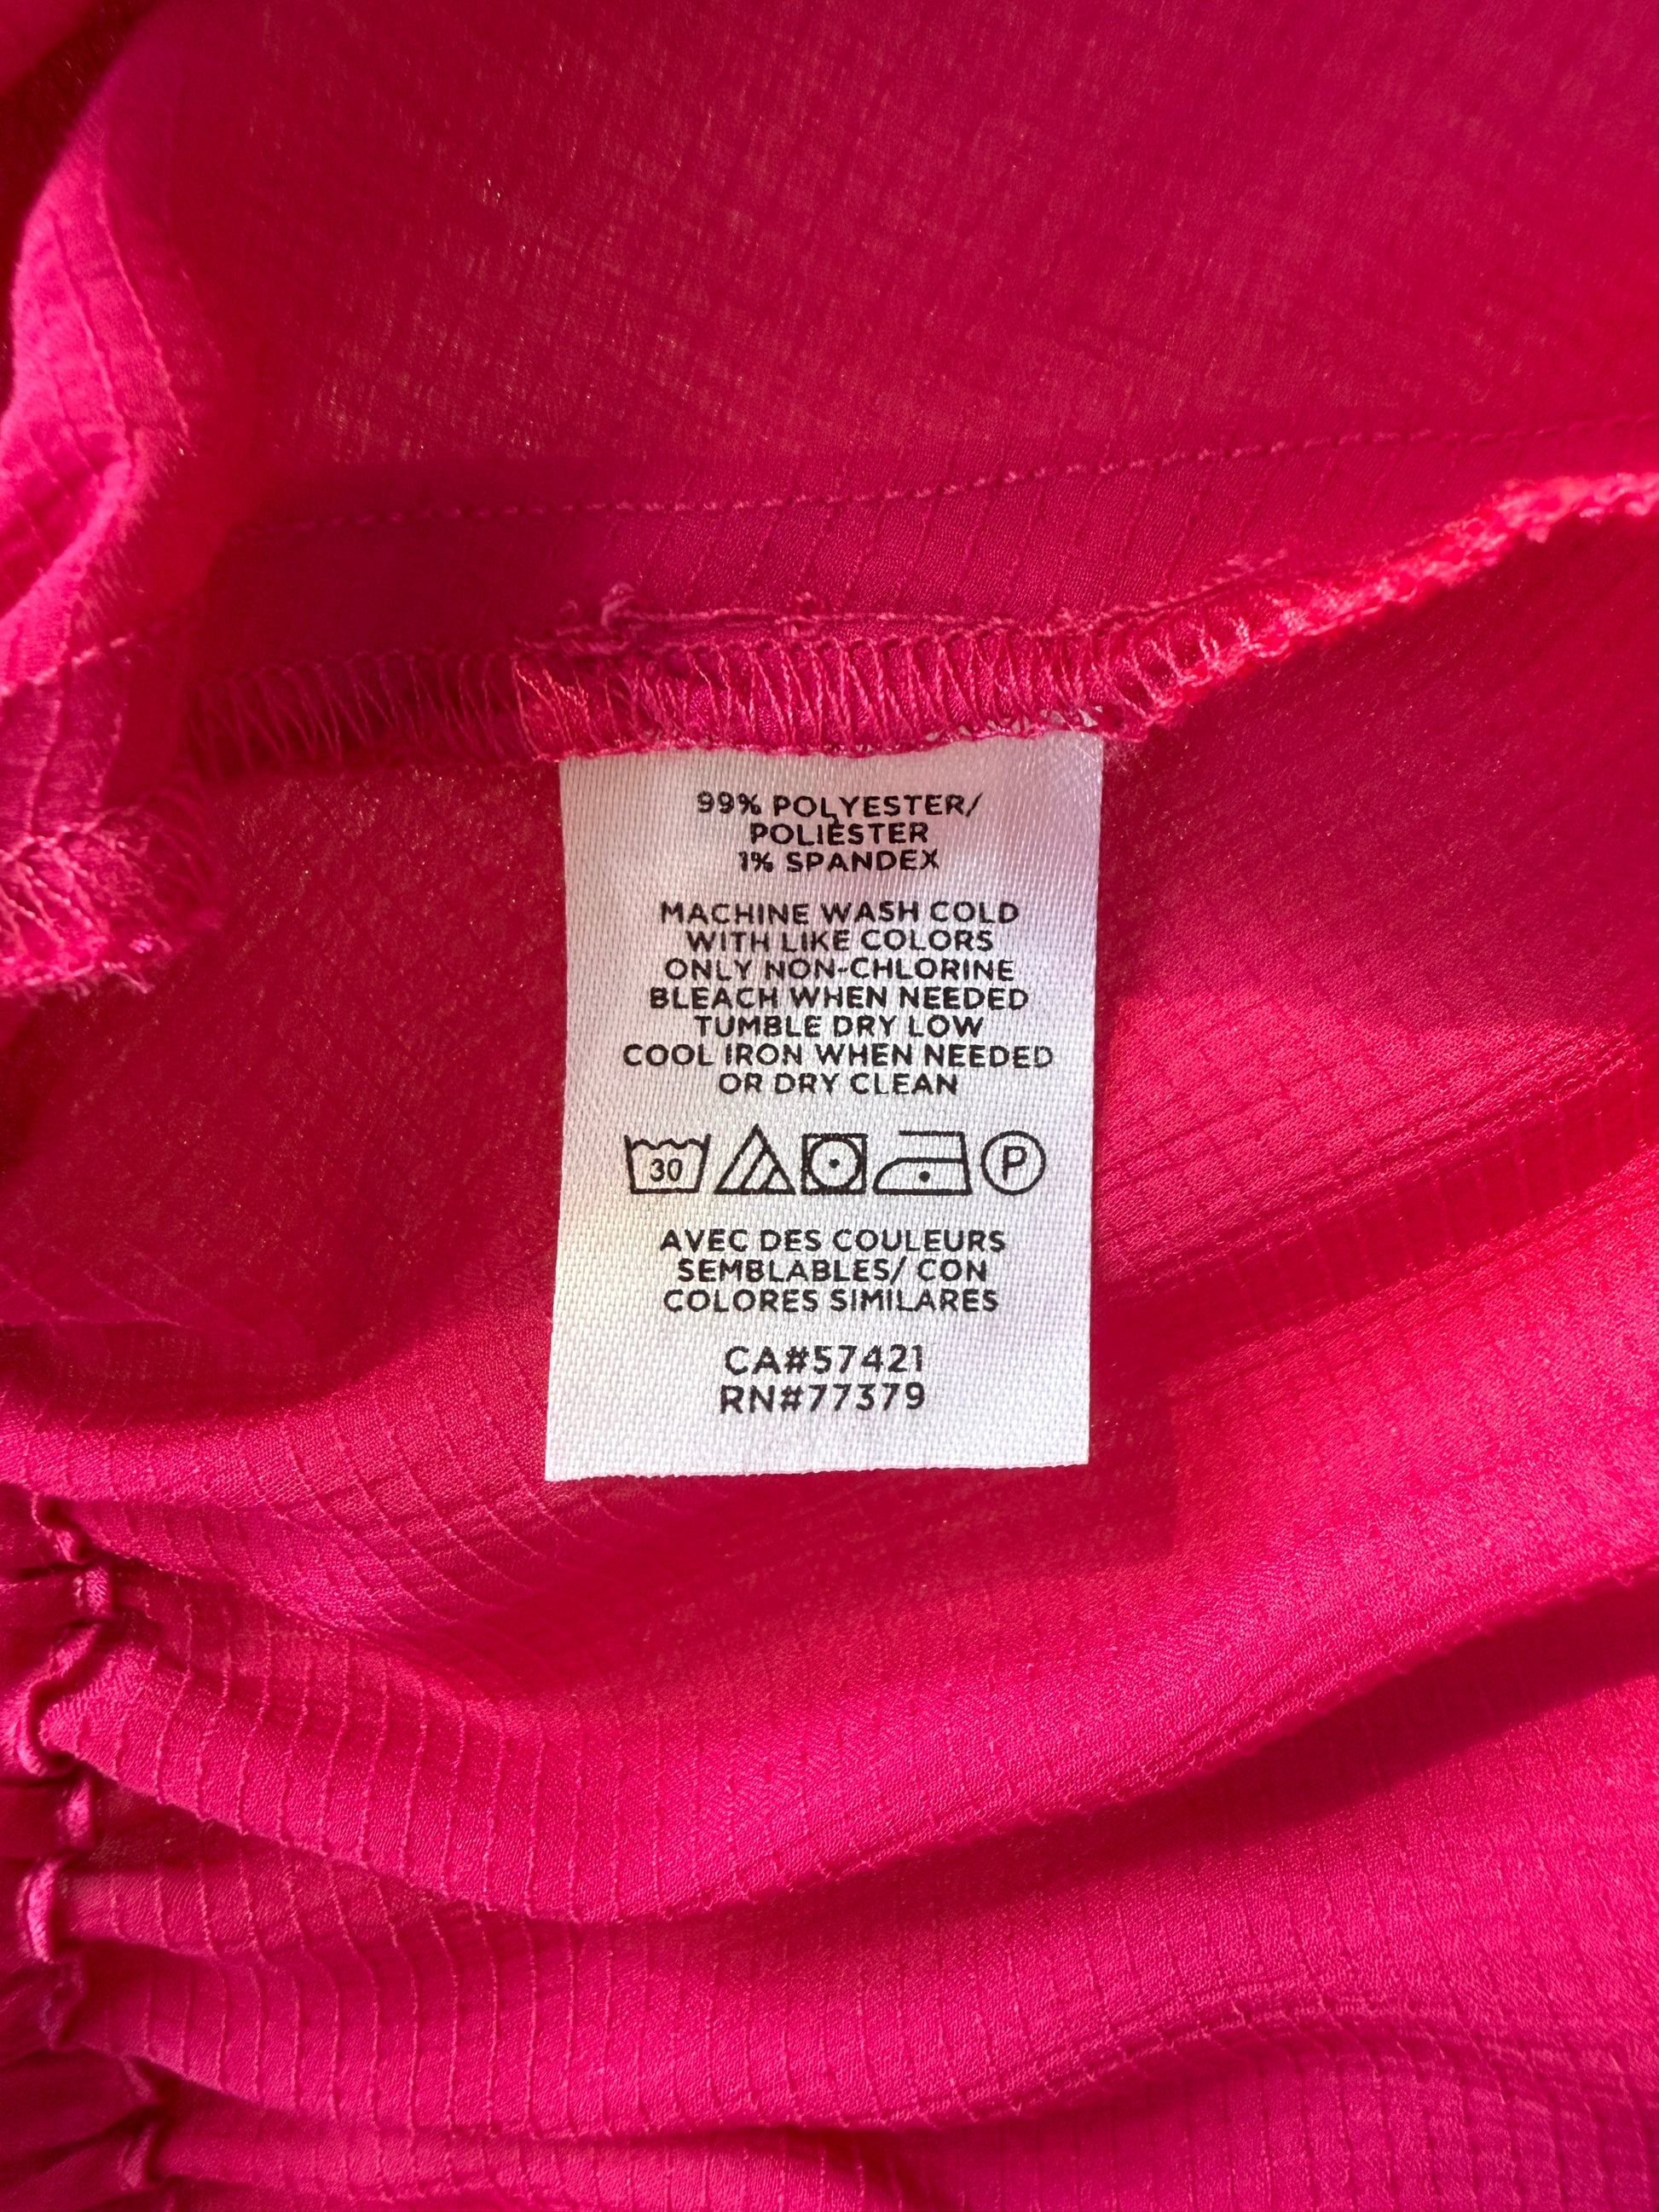 99% POLYESTER/
POLIÉSTER
1% SPANDEX
MACHINE WASH COLD
WITH LIKE COLORS
ONLY NON-CHLORINE
BLEACH WHEN NEEDED
TUMBLE DRY LOW
COOL IRON WHEN NEEDED
OR DRY CLEAN
30 P
AVEC DES COULEURS
SEMBLABLES/ CON
COLORES SIMILARES
CA#57421
RN#77379